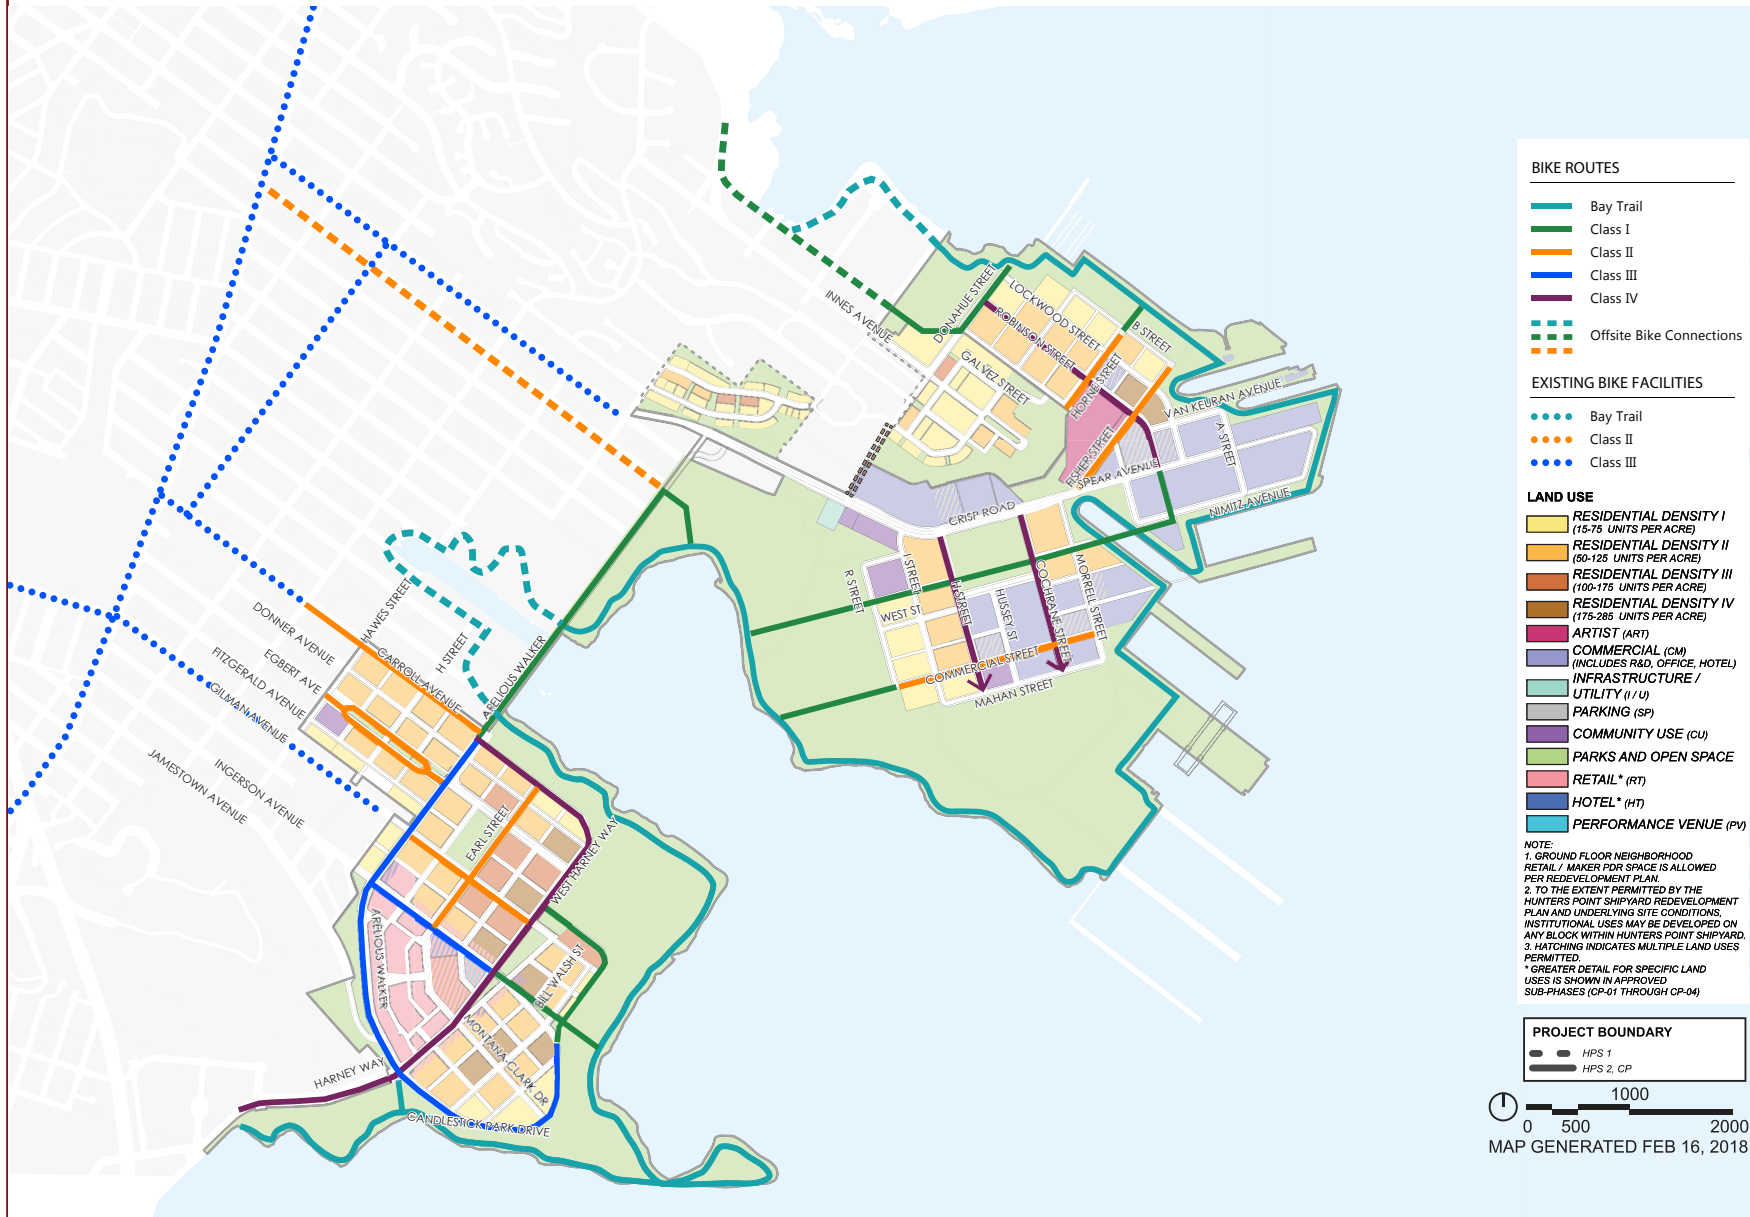 BIKE ROUTES
Bay Trail
Class I
Class II
Class III
Class IV
Offsite Bike Connections
EXISTING BIKE FACILITIES
Bay Trail
Class II
Class III
LAND USE
RESIDENTIAL DENSITY I
(15-75 UNITS PER ACRE)
RESIDENTIAL DENSITY II
(50-125 UNITS PER ACRE)
RESIDENTIAL DENSITY III
(100-175 UNITS PER ACRE)
RESIDENTIAL DENSITY IV
(175-285 UNITS PER ACRE)
ARTIST (ART)
COMMERCIAL (CM)
(INCLUDES R&D, OFFICE, HOTEL)
INFRASTRUCTURE /
UTILITY (I / U)
PARKING (SP)
COMMUNITY USE (CU)
PARKS AND OPEN SPACE
RETAIL* (RT)
HOTEL* (HT)
PERFORMANCE VENUE (PV)
NOTE:
1. GROUND FLOOR NEIGHBORHOOD
RETAIL / MAKER PDR SPACE IS ALLOWED
PER REDEVELOPMENT PLAN.
2. TO THE EXTENT PERMITTED BY THE
HUNTERS POINT SHIPYARD REDEVELOPMENT
PLAN AND UNDERLYING SITE CONDITIONS,
INSTITUTIONAL USES MAY BE DEVELOPED ON
ANY BLOCK WITHIN HUNTERS POINT SHIPYARD.
3. HATCHING INDICATES MULTIPLE LAND USES
PERMITTED.
* GREATER DETAIL FOR SPECIFIC LAND
USES IS SHOWN IN APPROVED
SUB-PHASES (CP-01 THROUGH CP-04)
PROJECT BOUNDARY
HPS 1
HPS 2, CP
1000
0 500 2000
MAP GENERATED FEB 16, 2018
INNES AVENUE
DONAHUE STREET
LOCKWOOD STREET
ROBINSON STREET
B STREET
GALVEZ STREET
HORNE STREET
VAN KEURAN AVENUE
A STREET
FISHER STREET
SPEAR AVENUE
NIMITZ AVENUE
CRISP ROAD
R STREET
I STREET
H STREET
HUSSEY ST
COCHRANE STREET
MORRELL STREET
WEST ST
COMMERCIAL STREET
MAHAN STREET
DONNER AVENUE
HAWES STREET
EGBERT AVE
FITZGERALD AVENUE
GILMAN AVENUE
CARROLL AVENUE
H STREET
ARELIOUS WALKER
JAMESTOWN AVENUE
INGERSON AVENUE
EARL STREET
WEST HARNEY WAY
ARELIOUS WALKER
BILL WALSH ST
MONTANA-CLARK DR
HARNEY WAY
CANDLESTICK PARK DRIVE